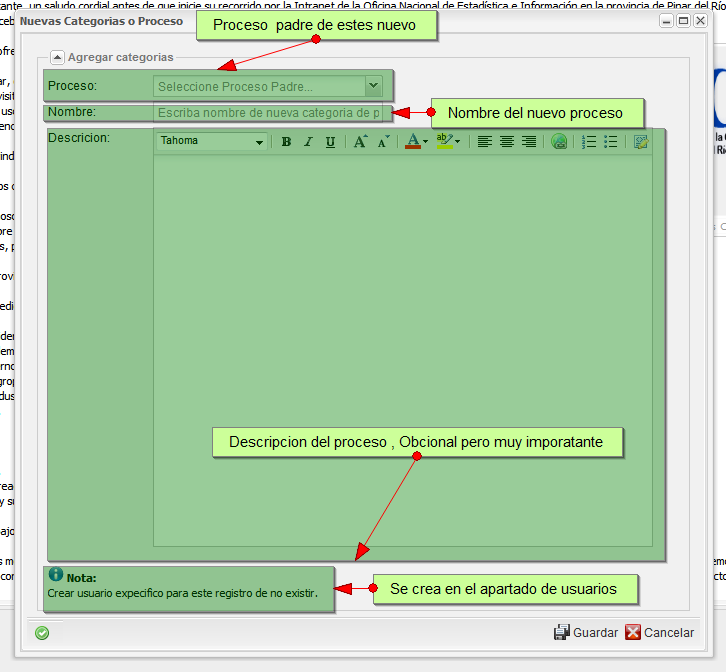 tante, un saludo cordial antes de que inicie su recorrido por la Intranet de la Oficina Nacional de Estadística e Información en la provincia de Pinar del Río
Nuevas Categorias o Proceso
Proceso padre de estes nuevo
Agregar categorias
Proceso:
Seleccione Proceso Padre...
Nombre:
Escriba nombre de nueva categoria de p
Nombre del nuevo proceso
Descricion:
Tahoma
B I U A A A ab
Descripcion del proceso , Obcional pero muy imporatante
Nota:
Crear usuario expecifico para este registro de no existir.
Se crea en el apartado de usuarios
Guardar
Cancelar